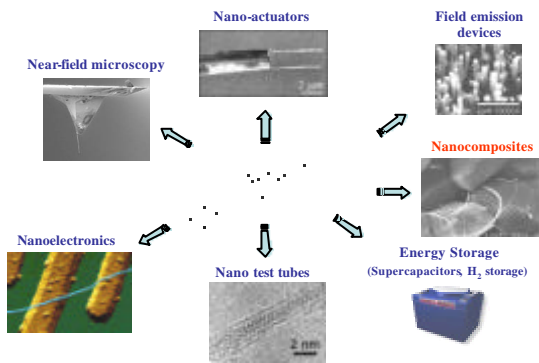 Nano-actuators
Field emission
devices
Near-field microscopy
Nanocomposites
Nanoelectronics
Nano test tubes
2 nm
Energy Storage
(Supercapacitors, H₂ storage)